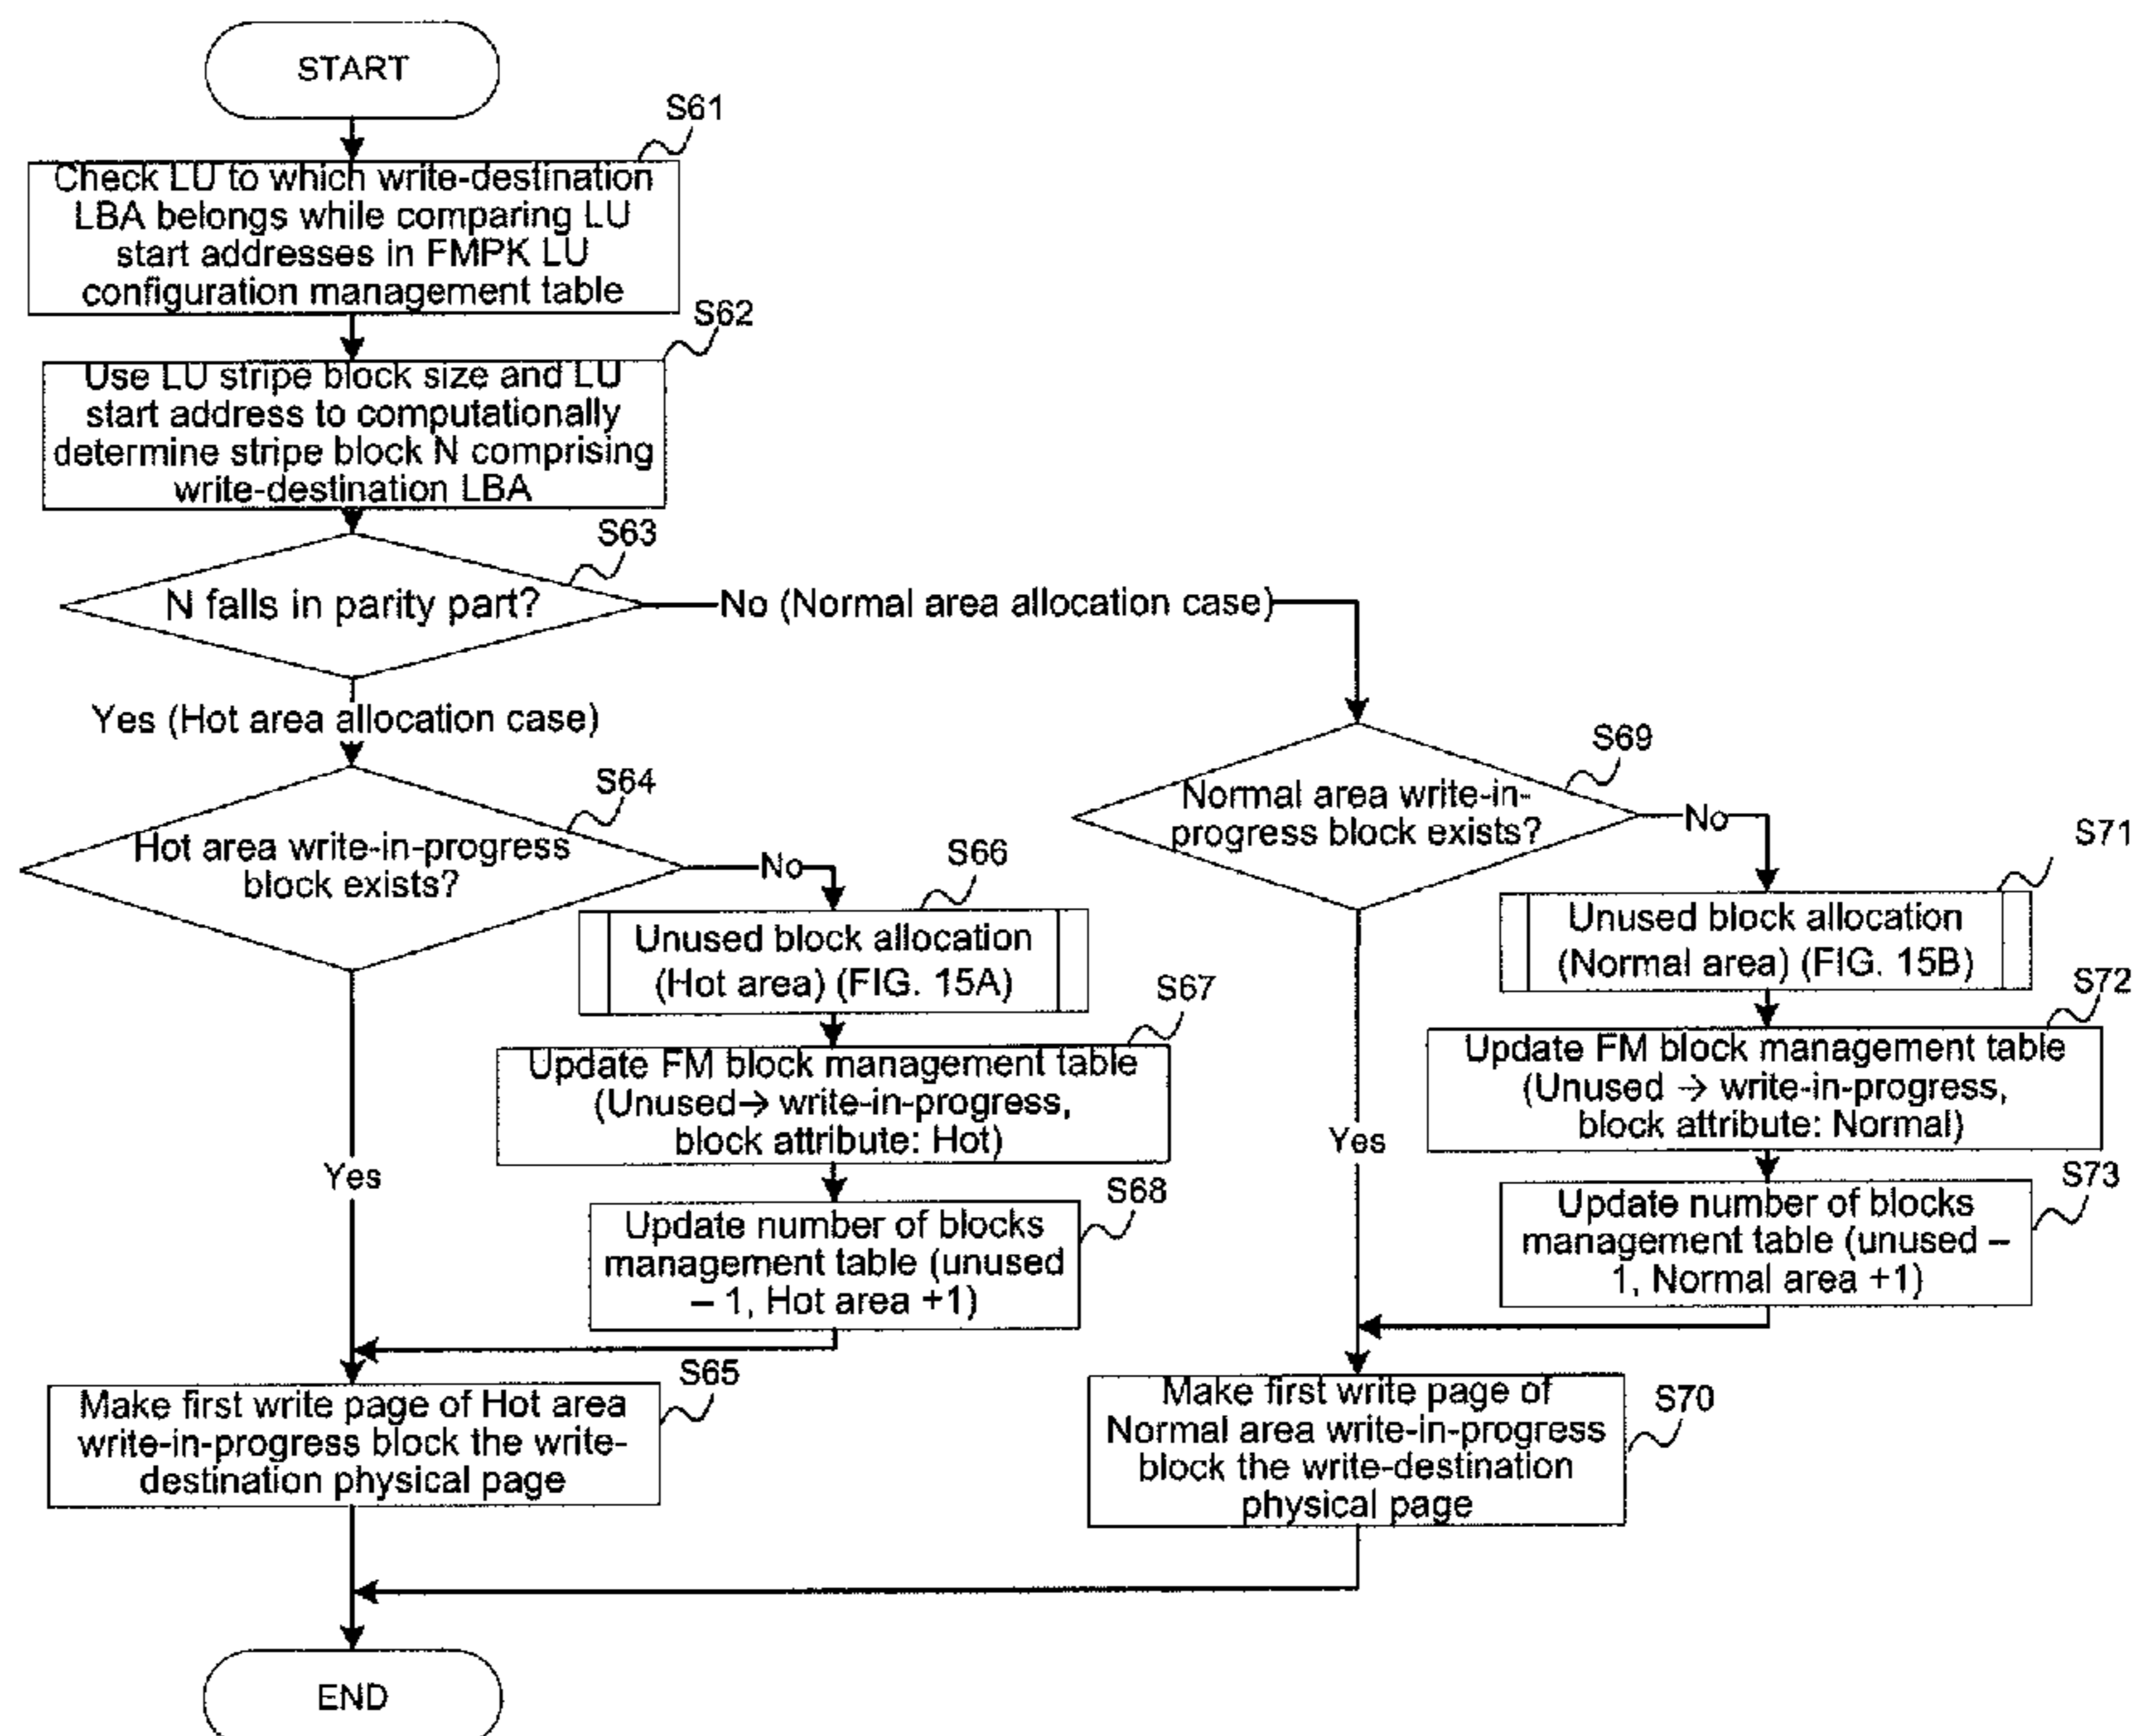 START
S61
Check LU to which write-destination
LBA belongs while comparing LU
start addresses in FMPK LU
configuration management table
S62
Use LU stripe block size and LU
start address to computationally
determine stripe block N comprising
write-destination LBA
S63
N falls in parity part?
No (Normal area allocation case)
Yes (Hot area allocation case)
S64
Hot area write-in-progress
block exists?
No
S66
Unused block allocation
(Hot area) (FIG. 15A)
S67
Update FM block management table
(Unused→ write-in-progress,
block attribute: Hot)
S68
Update number of blocks
management table (unused
– 1, Hot area +1)
Yes
S65
Make first write page of Hot area
write-in-progress block the write-
destination physical page
S69
Normal area write-in-
progress block exists?
No
S71
Unused block allocation
(Normal area) (FIG. 15B)
S72
Update FM block management table
(Unused → write-in-progress,
block attribute: Normal)
S73
Update number of blocks
management table (unused –
1, Normal area +1)
Yes
S70
Make first write page of
Normal area write-in-progress
block the write-destination
physical page
END